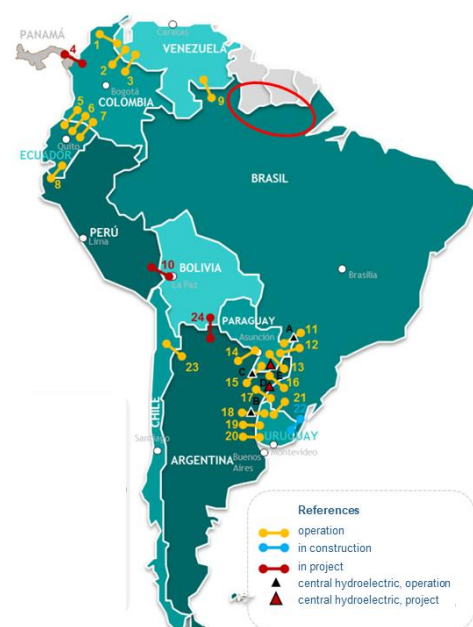 Caracas
PANAMÁ
4
1
VENEZUELA
2
3
Bogotá
COLÓMBIA
9
5
6
7
Quito
ECUADOR
8
BRASIL
PERÚ
Lima
10
BOLIVIA
La Paz
Brasilia
24
PARAGUAY
Asunción
A
11
12
14
23
C
E
13
15
D
16
17
B
21
22
18
19
20
CHILE
URUGUAY
Santiago
Buenos
Aires
Montevideo
ARGENTINA
References
operation
in construction
in project
central hydroelectric, operation
central hydroelectric, project